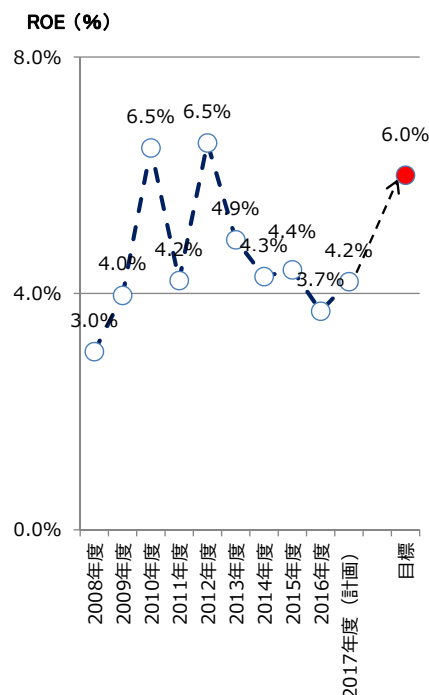 ROE（%）
8.0%
4.0%
0.0%
3.0%
4.0%
6.5%
4.2%
6.5%
4.9%
4.3%
4.4%
3.7%
4.2%
6.0%
2008年度
2009年度
2010年度
2011年度
2012年度
2013年度
2014年度
2015年度
2016年度
2017年度（計画）
目標